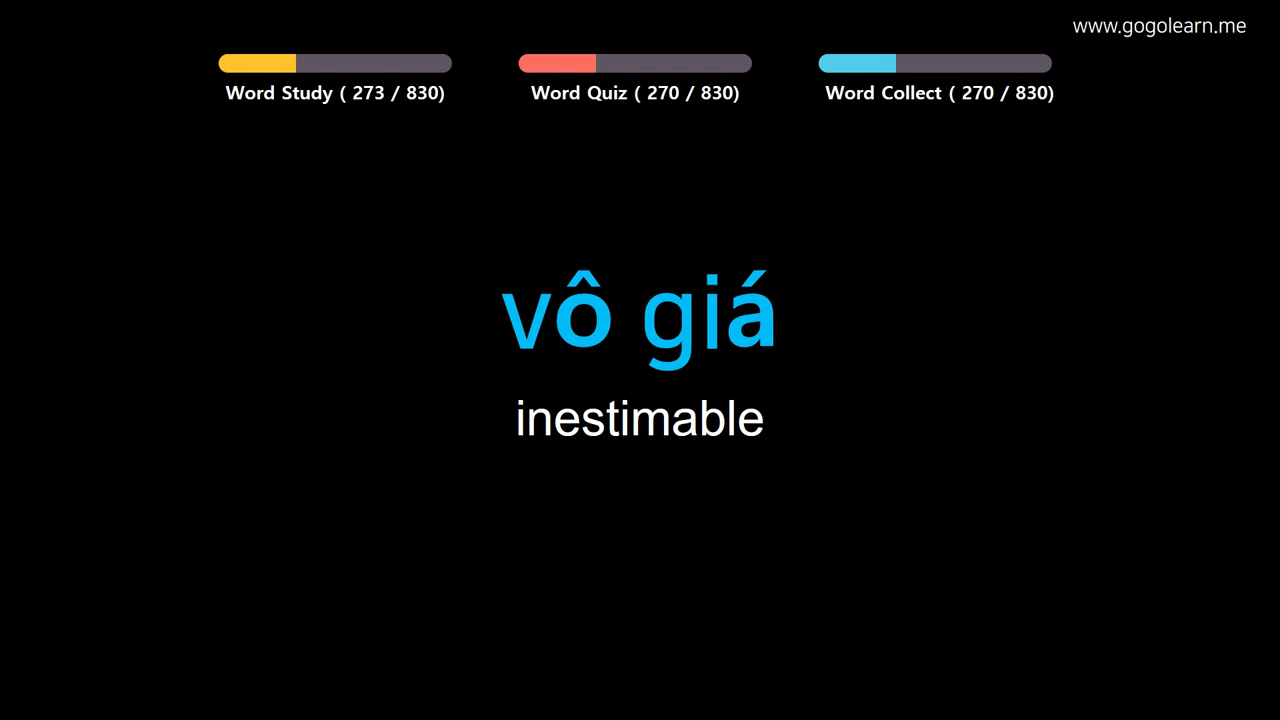 www.gogolearn.me
Word Study ( 273 / 830)
Word Quiz ( 270 / 830)
Word Collect ( 270 / 830)
vô giá
inestimable